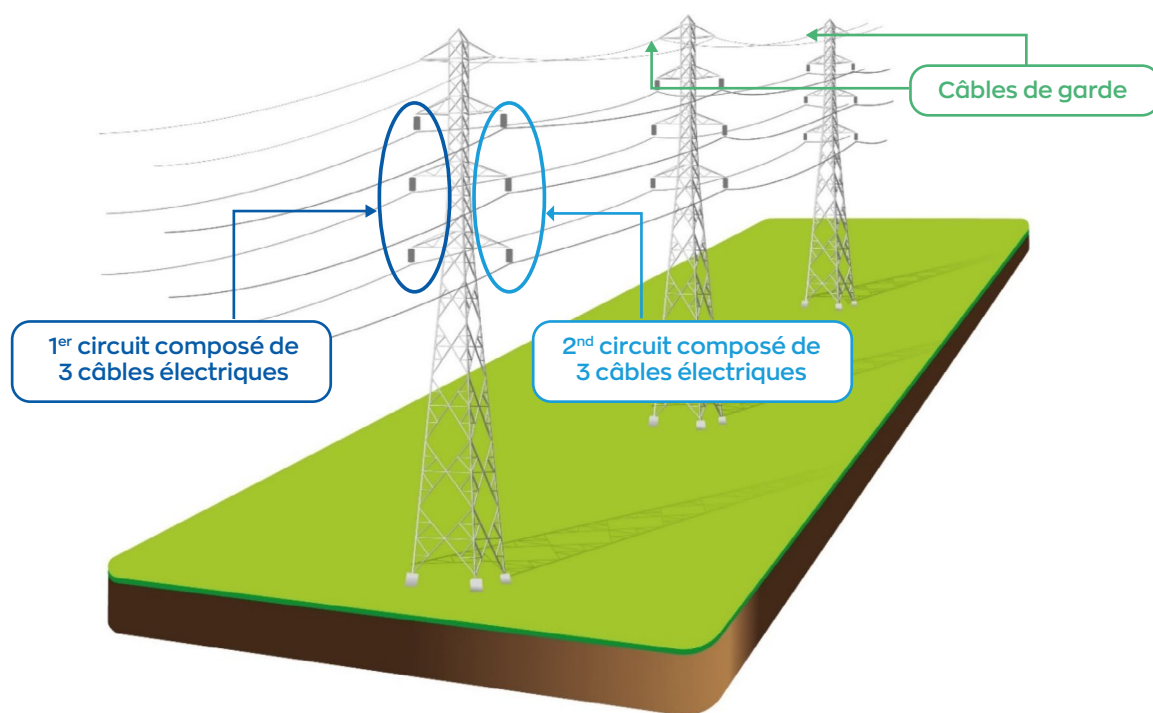 Câbles de garde
1er circuit composé de
3 câbles électriques
2nd circuit composé de
3 câbles électriques